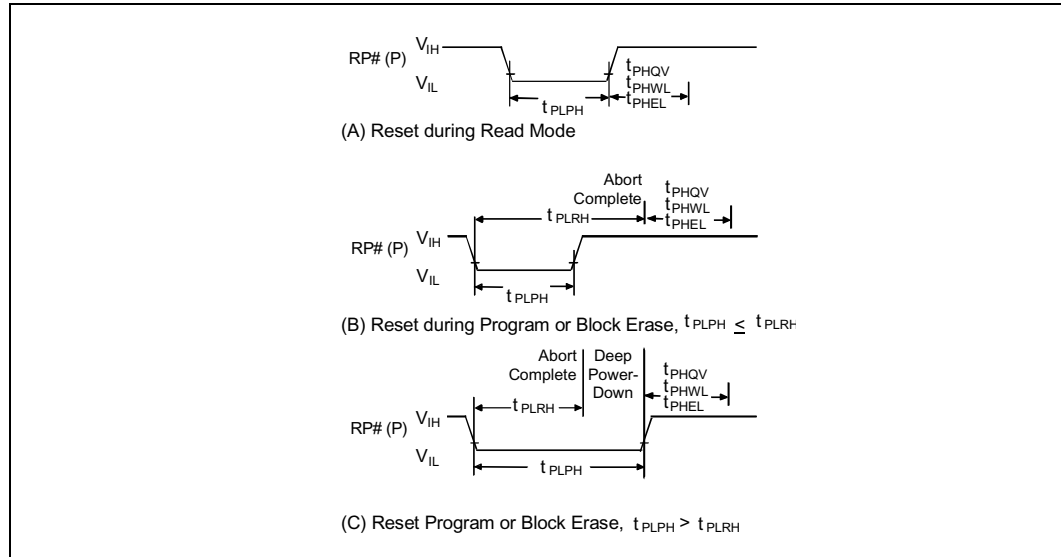 RP# (P)
VIH
VIL
tPLPH
tPHQV
tPHWL
tPHEL
(A) Reset during Read Mode
Abort
Complete
tPLRH
tPHQV
tPHWL
tPHEL
RP# (P)
VIH
VIL
tPLPH
(B) Reset during Program or Block Erase, tPLPH ≤ tPLRH
Abort
Complete
Deep
Power-
Down
tPHQV
tPHWL
tPHEL
tPLRH
RP# (P)
VIH
VIL
tPLPH
(C) Reset Program or Block Erase, tPLPH > tPLRH